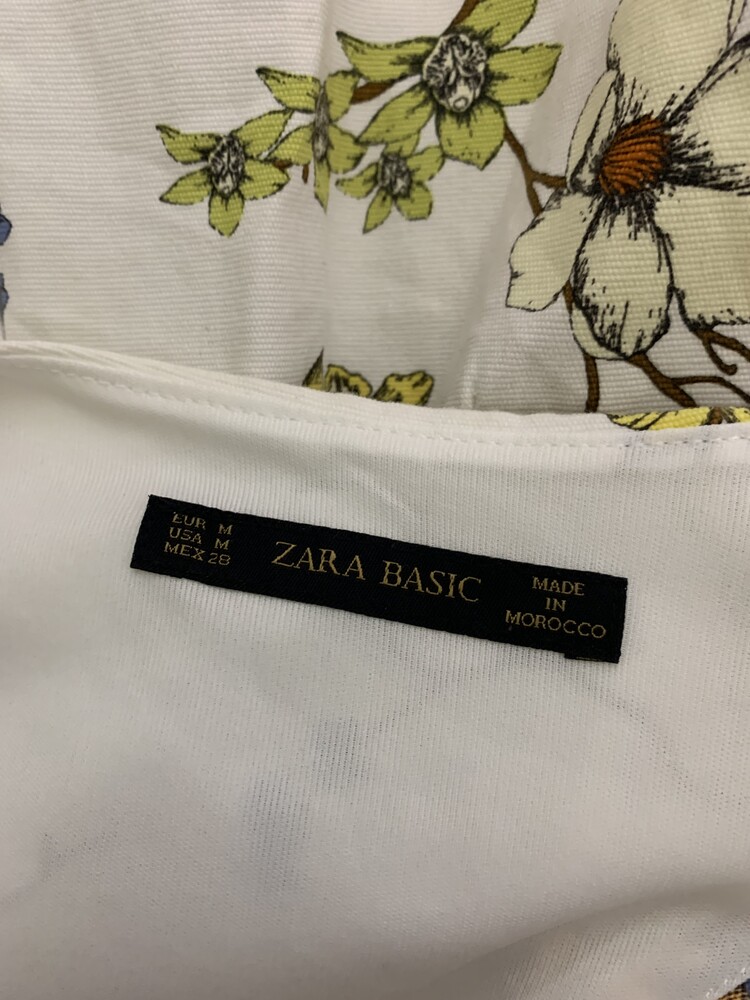 EUR M
USA M
MEX 28
ZARA BASIC
MADE
IN
MOROCCO